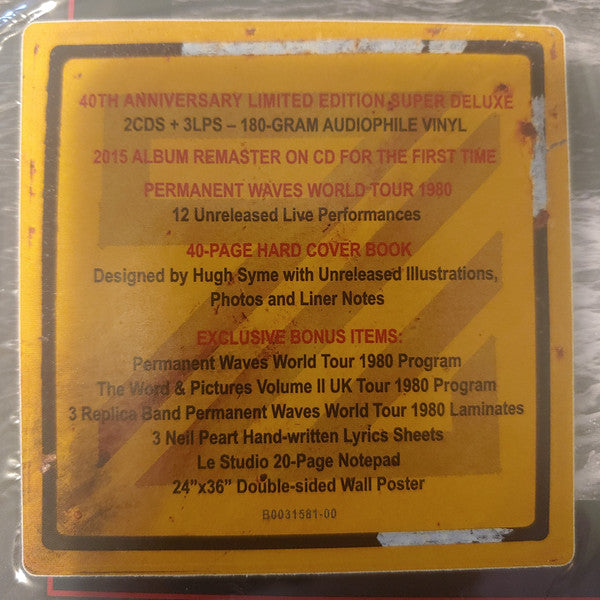 40TH ANNIVERSARY LIMITED EDITION SUPER DELUXE
2CDS + 3LPS – 180-GRAM AUDIOPHILE VINYL
2015 ALBUM REMASTER ON CD FOR THE FIRST TIME
PERMANENT WAVES WORLD TOUR 1980
12 Unreleased Live Performances
40-PAGE HARD COVER BOOK
Designed by Hugh Syme with Unreleased Illustrations,
Photos and Liner Notes
EXCLUSIVE BONUS ITEMS:
Permanent Waves World Tour 1980 Program
The Word & Pictures Volume II UK Tour 1980 Program
3 Replica Band Permanent Waves World Tour 1980 Laminates
3 Neil Peart Hand-written Lyrics Sheets
Le Studio 20-Page Notepad
24”x36” Double-sided Wall Poster
B0031581-00